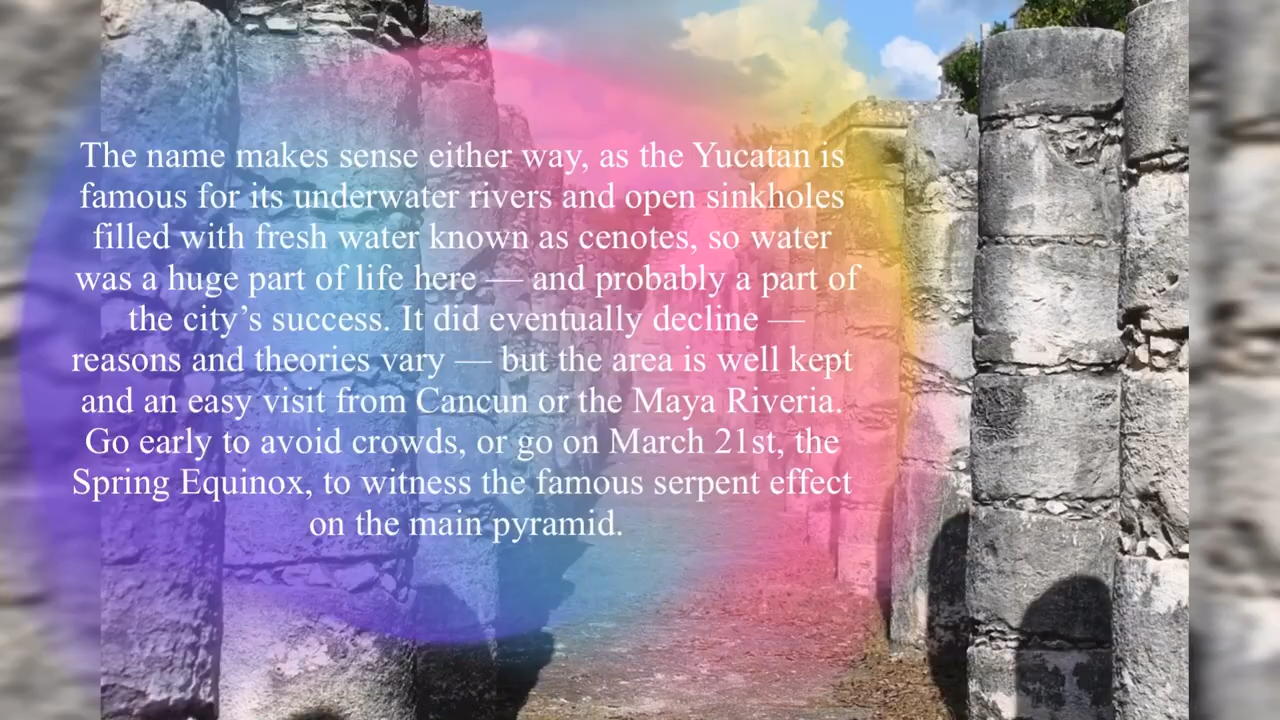 The name makes sense either way, as the Yucatan is
famous for its underwater rivers and open sinkholes
filled with fresh water known as cenotes, so water
was a huge part of life here — and probably a part of
the city’s success. It did eventually decline —
reasons and theories vary — but the area is well kept
and an easy visit from Cancun or the Maya Riveria.
Go early to avoid crowds, or go on March 21st, the
Spring Equinox, to witness the famous serpent effect
on the main pyramid.